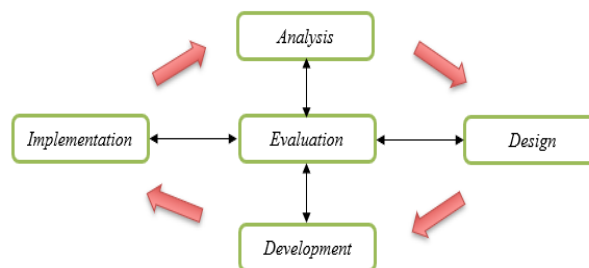 Analysis
Implementation
Evaluation
Design
Development